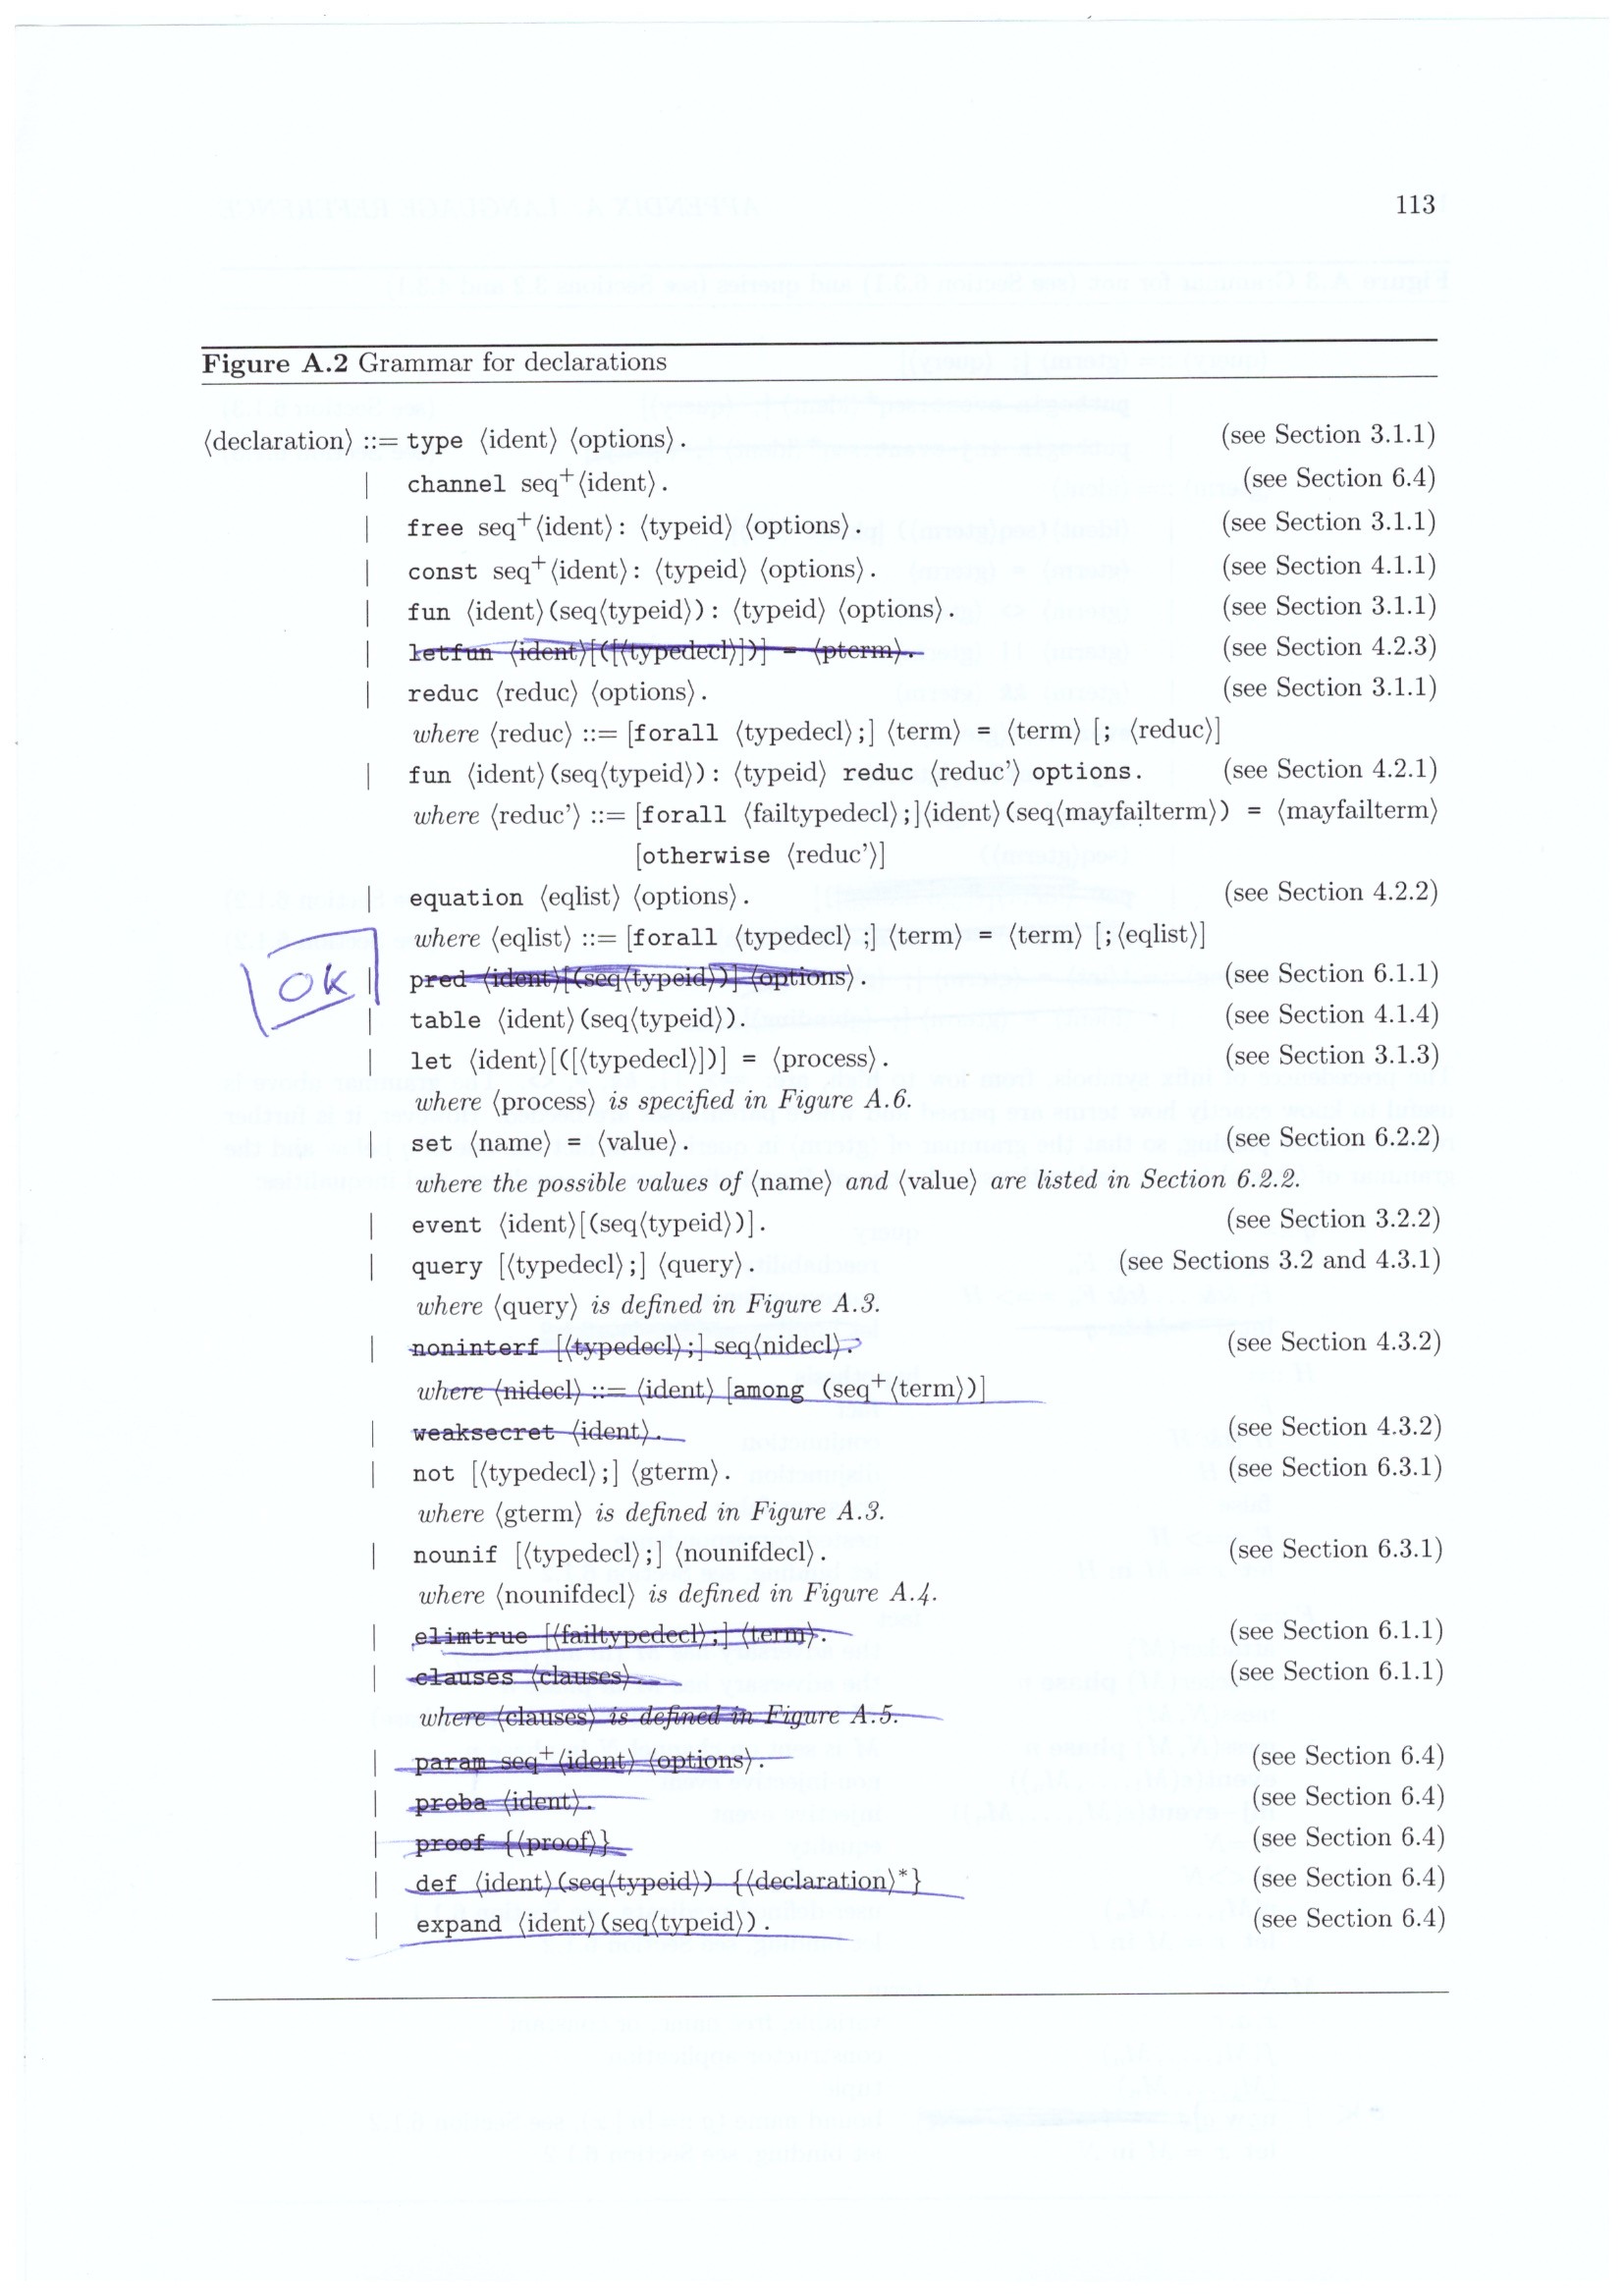 113
Figure A.2 Grammar for declarations
⟨declaration⟩ ::= type ⟨ident⟩ ⟨options⟩. (see Section 3.1.1)
| channel seq⁺⟨ident⟩. (see Section 6.4)
| free seq⁺⟨ident⟩: ⟨typeid⟩ ⟨options⟩. (see Section 3.1.1)
| const seq⁺⟨ident⟩: ⟨typeid⟩ ⟨options⟩. (see Section 4.1.1)
| fun ⟨ident⟩(seq⟨typeid⟩): ⟨typeid⟩ ⟨options⟩. (see Section 3.1.1)
| letfun ⟨ident⟩[([⟨typedecl⟩])] = ⟨pterm⟩. (see Section 4.2.3)
| reduc ⟨reduc⟩ ⟨options⟩. (see Section 3.1.1)
where ⟨reduc⟩ ::= [forall ⟨typedecl⟩;] ⟨term⟩ = ⟨term⟩ [; ⟨reduc⟩]
| fun ⟨ident⟩(seq⟨typeid⟩): ⟨typeid⟩ reduc ⟨reduc’⟩ options. (see Section 4.2.1)
where ⟨reduc’⟩ ::= [forall ⟨failtypedecl⟩;]⟨ident⟩(seq⟨mayfailterm⟩) = ⟨mayfailterm⟩
[otherwise ⟨reduc’⟩]
| equation ⟨eqlist⟩ ⟨options⟩. (see Section 4.2.2)
where ⟨eqlist⟩ ::= [forall ⟨typedecl⟩ ;] ⟨term⟩ = ⟨term⟩ [;⟨eqlist⟩]
OK
| pred ⟨ident⟩[(seq⟨typeid⟩)] ⟨options⟩. (see Section 6.1.1)
| table ⟨ident⟩(seq⟨typeid⟩). (see Section 4.1.4)
| let ⟨ident⟩[([⟨typedecl⟩])] = ⟨process⟩. (see Section 3.1.3)
where ⟨process⟩ is specified in Figure A.6.
| set ⟨name⟩ = ⟨value⟩. (see Section 6.2.2)
where the possible values of ⟨name⟩ and ⟨value⟩ are listed in Section 6.2.2.
| event ⟨ident⟩[(seq⟨typeid⟩)]. (see Section 3.2.2)
| query [⟨typedecl⟩;] ⟨query⟩. (see Sections 3.2 and 4.3.1)
where ⟨query⟩ is defined in Figure A.3.
| noninterf [⟨typedecl⟩;] seq⟨nidecl⟩. (see Section 4.3.2)
where ⟨nidecl⟩ ::= ⟨ident⟩ [among (seq⁺⟨term⟩)]
| weaksecret ⟨ident⟩. (see Section 4.3.2)
| not [⟨typedecl⟩;] ⟨gterm⟩. (see Section 6.3.1)
where ⟨gterm⟩ is defined in Figure A.3.
| nounif [⟨typedecl⟩;] ⟨nounifdecl⟩. (see Section 6.3.1)
where ⟨nounifdecl⟩ is defined in Figure A.4.
| elimtrue [⟨failtypedecl⟩;] ⟨term⟩. (see Section 6.1.1)
| clauses ⟨clauses⟩. (see Section 6.1.1)
where ⟨clauses⟩ is defined in Figure A.5.
| param seq⁺⟨ident⟩ ⟨options⟩. (see Section 6.4)
| proba ⟨ident⟩. (see Section 6.4)
| proof {⟨proof⟩} (see Section 6.4)
| def ⟨ident⟩(seq⟨typeid⟩) {⟨declaration⟩*} (see Section 6.4)
| expand ⟨ident⟩(seq⟨typeid⟩). (see Section 6.4)